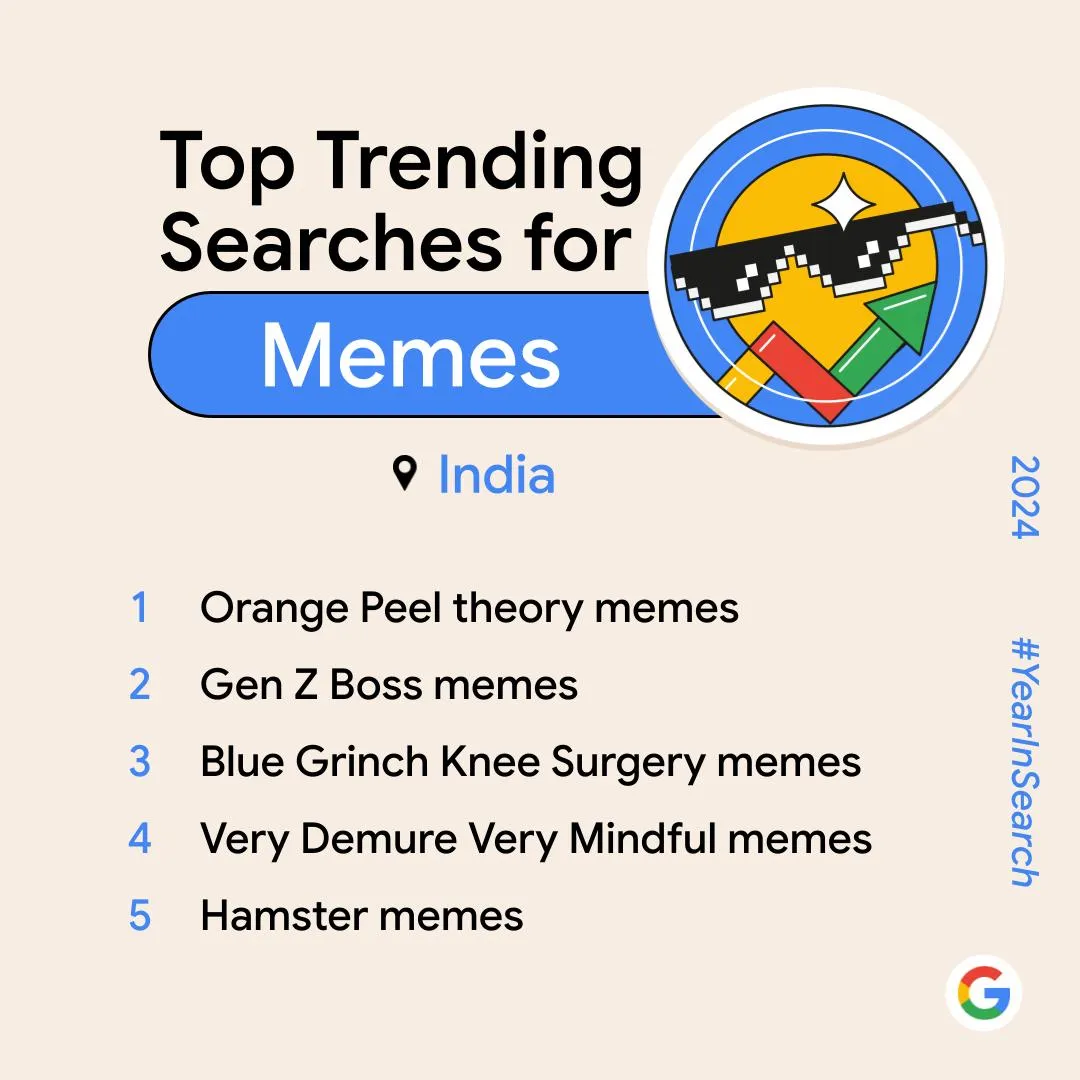 Top Trending
Searches for
Memes
India
1 Orange Peel theory memes
2 Gen Z Boss memes
3 Blue Grinch Knee Surgery memes
4 Very Demure Very Mindful memes
5 Hamster memes
2024
#YearInSearch
G